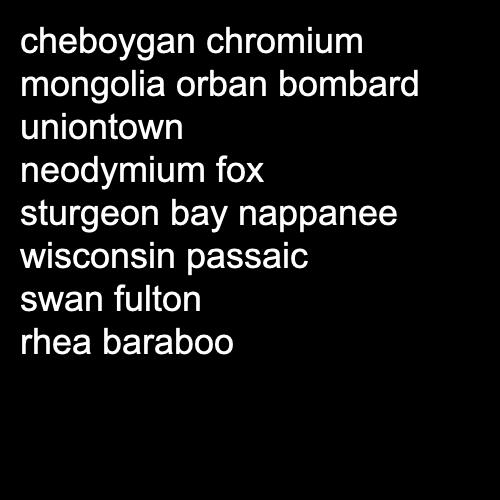 cheboygan chromium
mongolia orban bombard
uniontown
neodymium fox
sturgeon bay nappanee
wisconsin passaic
swan fulton
rhea baraboo